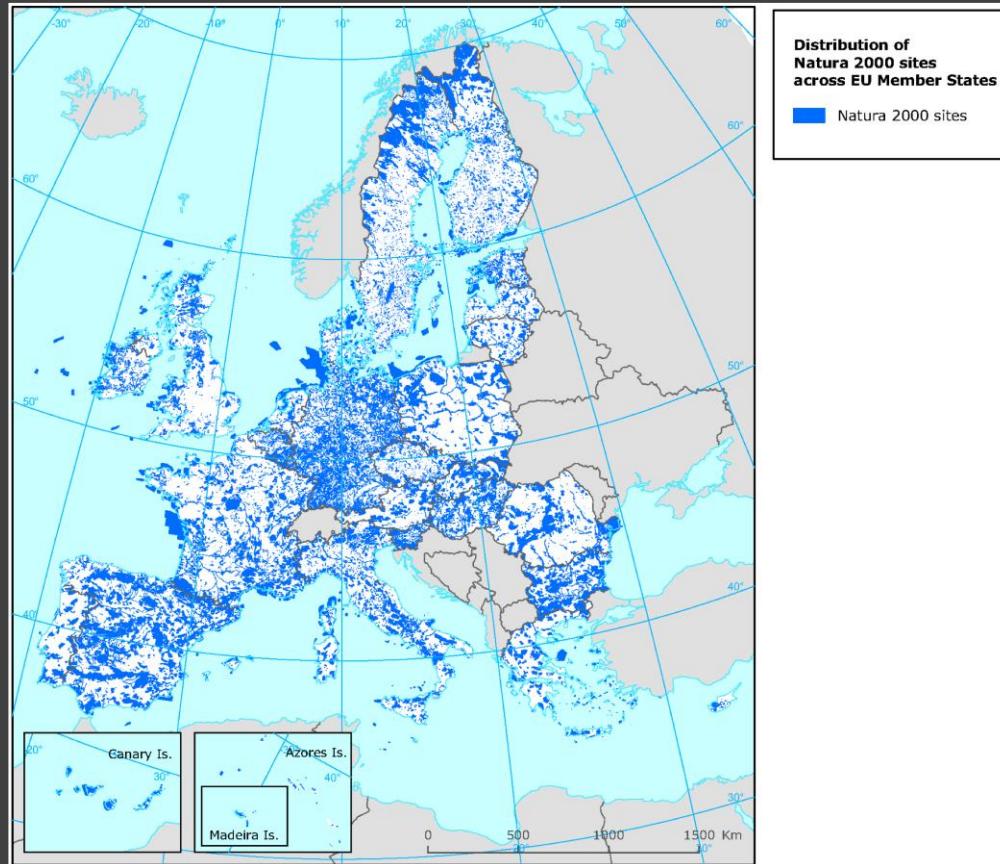 -30°
-20°
-10°
0°
10°
20°
30°
40°
50°
60°
Distribution of
Natura 2000 sites
across EU Member States
Natura 2000 sites
60°
60°
50°
50°
40°
40°
30°
Canary Is.
20°
30°
Azores Is.
40°
Madeira Is.
0 500 1000 1500 Km